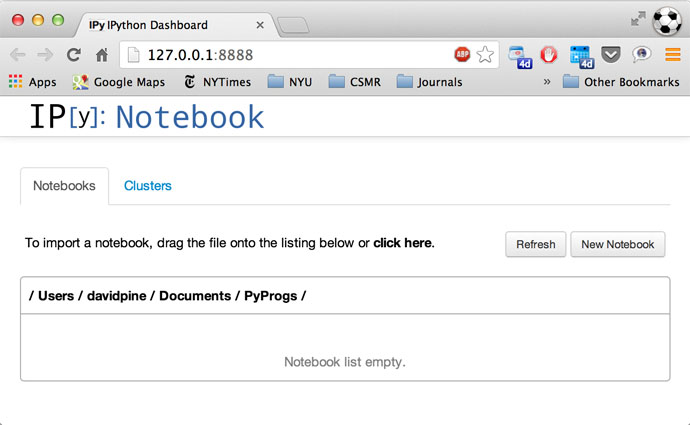 IPy IPython Dashboard
127.0.0.1:8888
ABP
4d
4d
Apps Google Maps NYTimes NYU CSMR Journals » Other Bookmarks
IP[y]: Notebook
Notebooks Clusters
To import a notebook, drag the file onto the listing below or click here. Refresh New Notebook
/ Users / davidpine / Documents / PyProgs /
Notebook list empty.